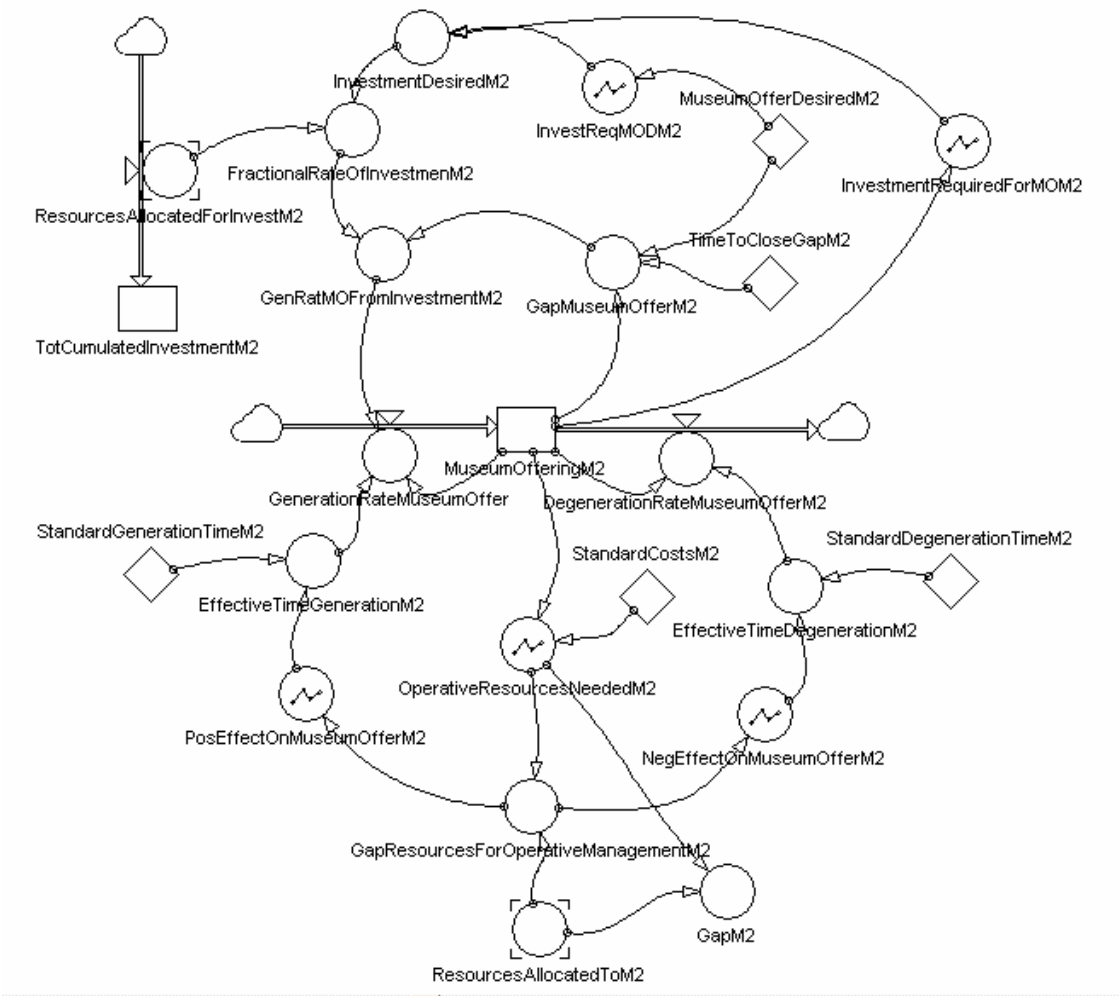 InvestmentDesiredM2
MuseumOfferDesiredM2
InvestReqMODM2
FractionalRateOfInvestmenM2
InvestmentRequiredForMOM2
ResourcesAllocatedForInvestM2
TimeToCloseGapM2
GenRatMOFromInvestmentM2
GapMuseumOfferM2
TotCumulatedInvestmentM2
MuseumOfferingM2
GenerationRateMuseumOffer
DegenerationRateMuseumOfferM2
StandardGenerationTimeM2
StandardDegenerationTimeM2
StandardCostsM2
EffectiveTimeGenerationM2
EffectiveTimeDegenerationM2
OperativeResourcesNeededM2
PosEffectOnMuseumOfferM2
NegEffectOnMuseumOfferM2
GapResourcesForOperativeManagementM2
GapM2
ResourcesAllocatedToM2